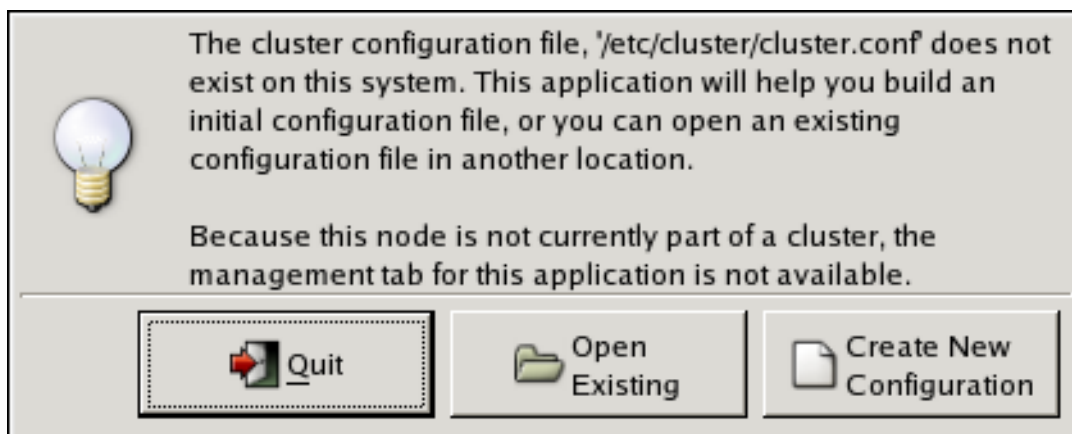 The cluster configuration file, '/etc/cluster/cluster.conf' does not
exist on this system. This application will help you build an
initial configuration file, or you can open an existing
configuration file in another location.
Because this node is not currently part of a cluster, the
management tab for this application is not available.
Quit
Open
Existing
Create New
Configuration